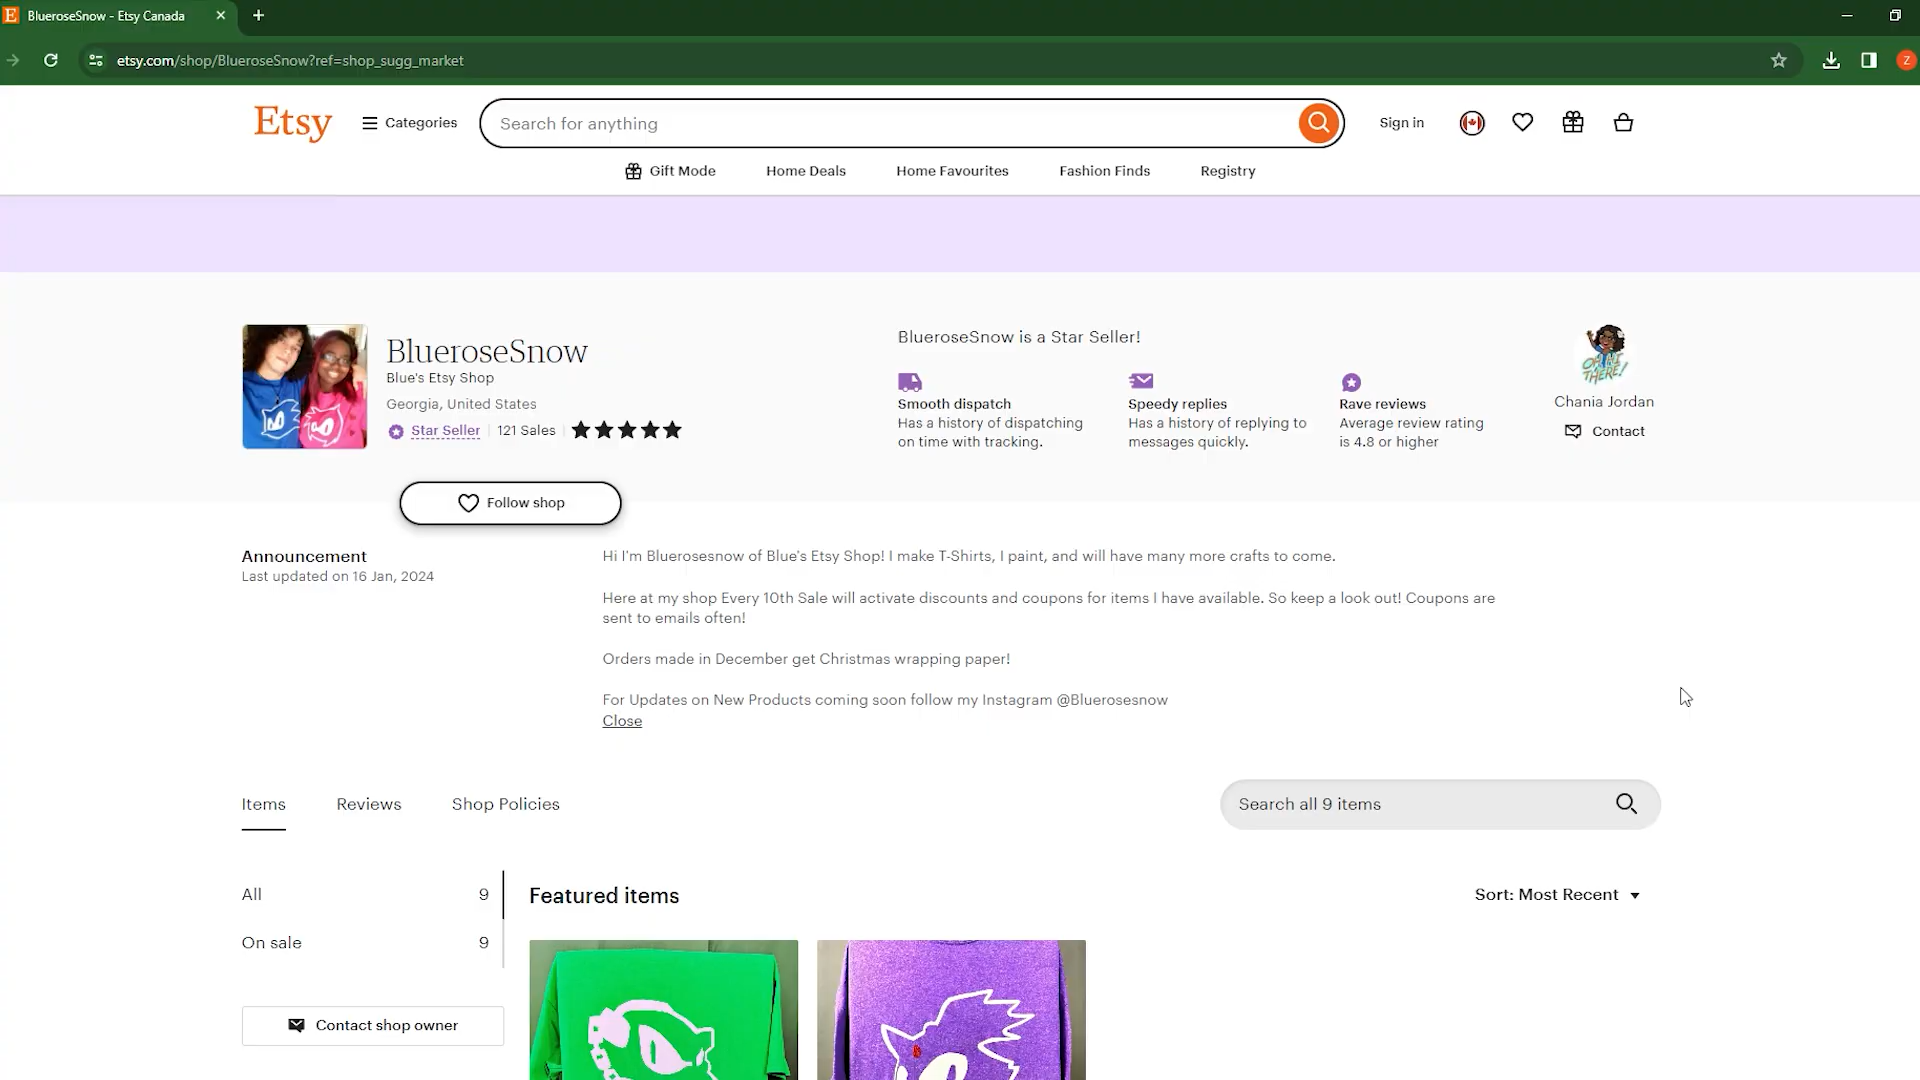 BlueroseSnow - Etsy Canada
etsy.com/shop/BlueroseSnow?ref=shop_sugg_market
Z
Etsy
Categories
Search for anything
Sign in
Gift Mode
Home Deals
Home Favourites
Fashion Finds
Registry
BlueroseSnow
Blue's Etsy Shop
Georgia, United States
Star Seller
121 Sales
BlueroseSnow is a Star Seller!
Smooth dispatch
Has a history of dispatching
on time with tracking.
Speedy replies
Has a history of replying to
messages quickly.
Rave reviews
Average review rating
is 4.8 or higher
Chania Jordan
Contact
Follow shop
Announcement
Last updated on 16 Jan, 2024
Hi I'm Bluerosesnow of Blue's Etsy Shop! I make T-Shirts, I paint, and will have many more crafts to come.
Here at my shop Every 10th Sale will activate discounts and coupons for items I have available. So keep a look out! Coupons are
sent to emails often!
Orders made in December get Christmas wrapping paper!
For Updates on New Products coming soon follow my Instagram @Bluerosesnow
Close
Items
Reviews
Shop Policies
Search all 9 items
All 9
On sale 9
Contact shop owner
Featured items
Sort: Most Recent